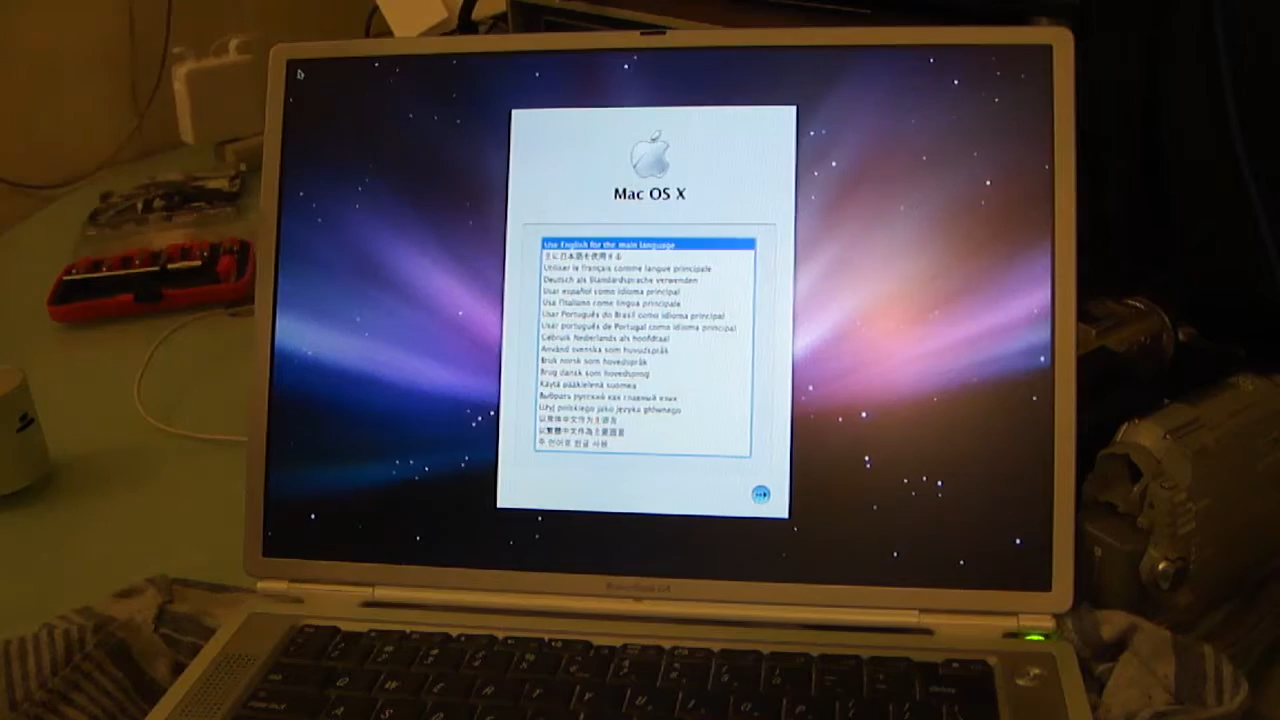 Mac OS X
Use English for the main language
主に日本語を使用する
Utiliser le français comme langue principale
Deutsch als Standardsprache verwenden
Usar español como idioma principal
Usa l'italiano come lingua principale
Usar Português do Brasil como idioma principal
Usar português de Portugal como idioma principal
Gebruik Nederlands als hoofdtaal
Använd svenska som huvudspråk
Bruk norsk som hovedspråk
Brug dansk som hovedsprog
Käytä pääkielenä suomea
Выбрать русский как главный язык
Użyj polskiego jako języka głównego
以简体中文作为主要语言
以繁體中文作為主要語言
주 언어로 한글 사용
PowerBook G4
Q W E R T Y U
A S